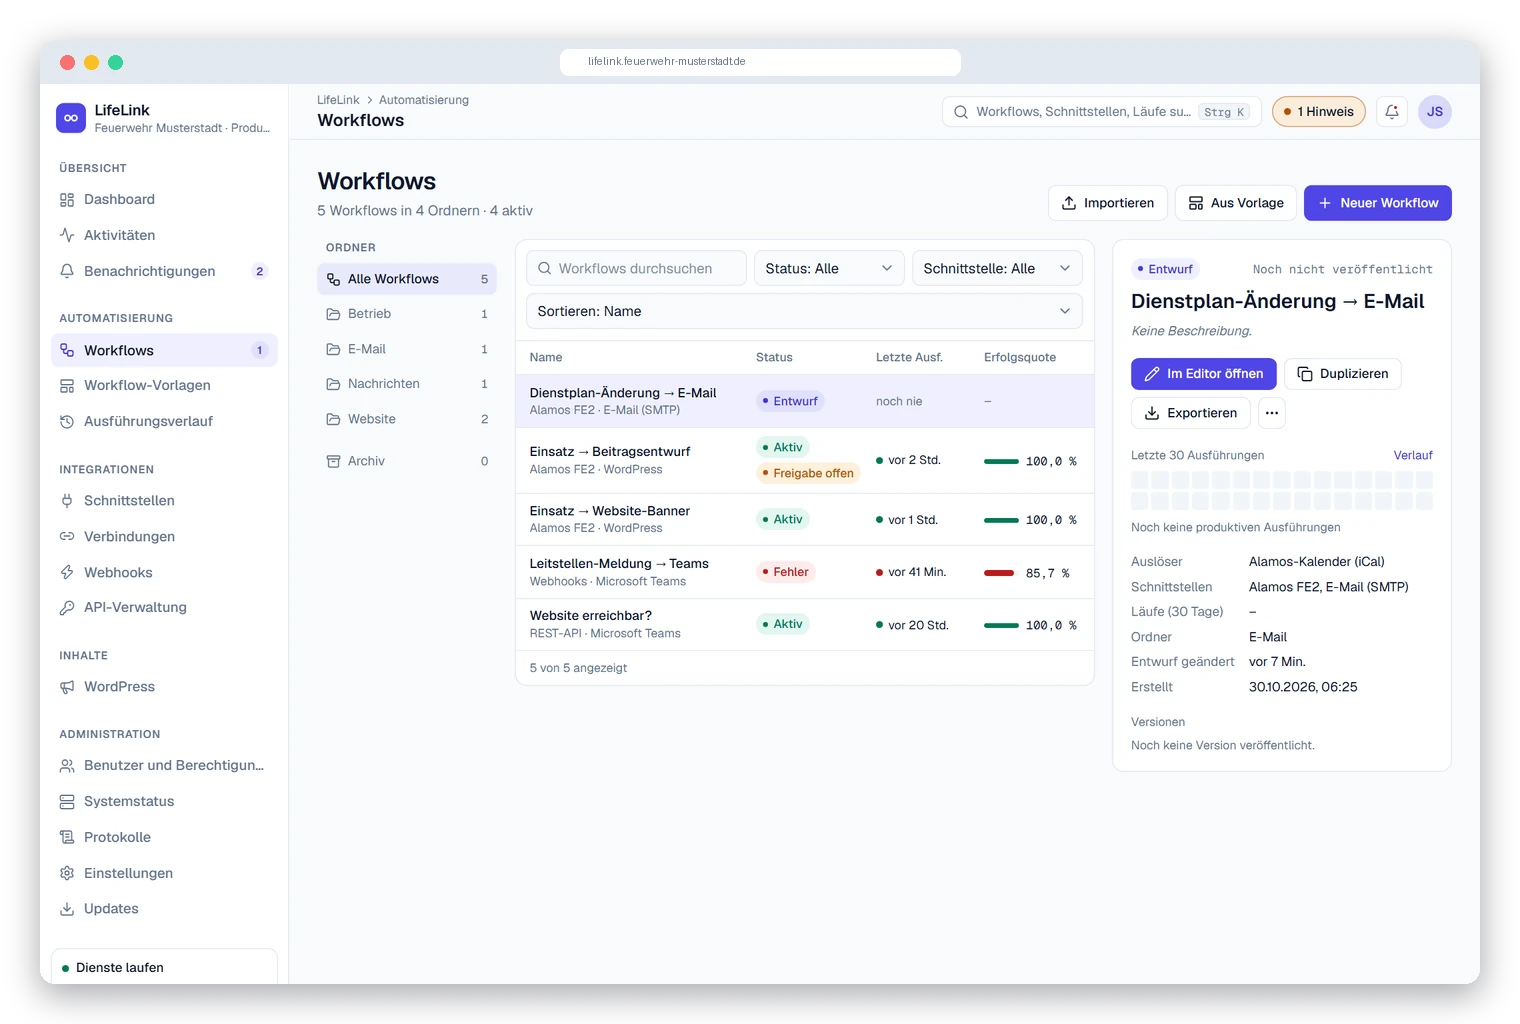 lifelink.feuerwehr-musterstadt.de
LifeLink
Feuerwehr Musterstadt · Produ...
ÜBERSICHT
Dashboard
Aktivitäten
Benachrichtigungen 2
AUTOMATISIERUNG
Workflows 1
Workflow-Vorlagen
Ausführungsverlauf
INTEGRATIONEN
Schnittstellen
Verbindungen
Webhooks
API-Verwaltung
INHALTE
WordPress
ADMINISTRATION
Benutzer und Berechtigun...
Systemstatus
Protokolle
Einstellungen
Updates
Dienste laufen
LifeLink > Automatisierung
Workflows
Workflows, Schnittstellen, Läufe su... Strg K
1 Hinweis
JS
Workflows
5 Workflows in 4 Ordnern · 4 aktiv
Importieren
Aus Vorlage
Neuer Workflow
ORDNER
Alle Workflows 5
Betrieb 1
E-Mail 1
Nachrichten 1
Website 2
Archiv 0
Workflows durchsuchen
Status: Alle
Schnittstelle: Alle
Sortieren: Name
Name Status Letzte Ausf. Erfolgsquote
Dienstplan-Änderung → E-Mail
Alamos FE2 · E-Mail (SMTP)
Entwurf
noch nie
–
Einsatz → Beitragsentwurf
Alamos FE2 · WordPress
Aktiv
Freigabe offen
vor 2 Std.
100,0 %
Einsatz → Website-Banner
Alamos FE2 · WordPress
Aktiv
vor 1 Std.
100,0 %
Leitstellen-Meldung → Teams
Webhooks · Microsoft Teams
Fehler
vor 41 Min.
85,7 %
Website erreichbar?
REST-API · Microsoft Teams
Aktiv
vor 20 Std.
100,0 %
5 von 5 angezeigt
Entwurf
Noch nicht veröffentlicht
Dienstplan-Änderung → E-Mail
Keine Beschreibung.
Im Editor öffnen
Duplizieren
Exportieren
Letzte 30 Ausführungen Verlauf
Noch keine produktiven Ausführungen
Auslöser Alamos-Kalender (iCal)
Schnittstellen Alamos FE2, E-Mail (SMTP)
Läufe (30 Tage) –
Ordner E-Mail
Entwurf geändert vor 7 Min.
Erstellt 30.10.2026, 06:25
Versionen
Noch keine Version veröffentlicht.